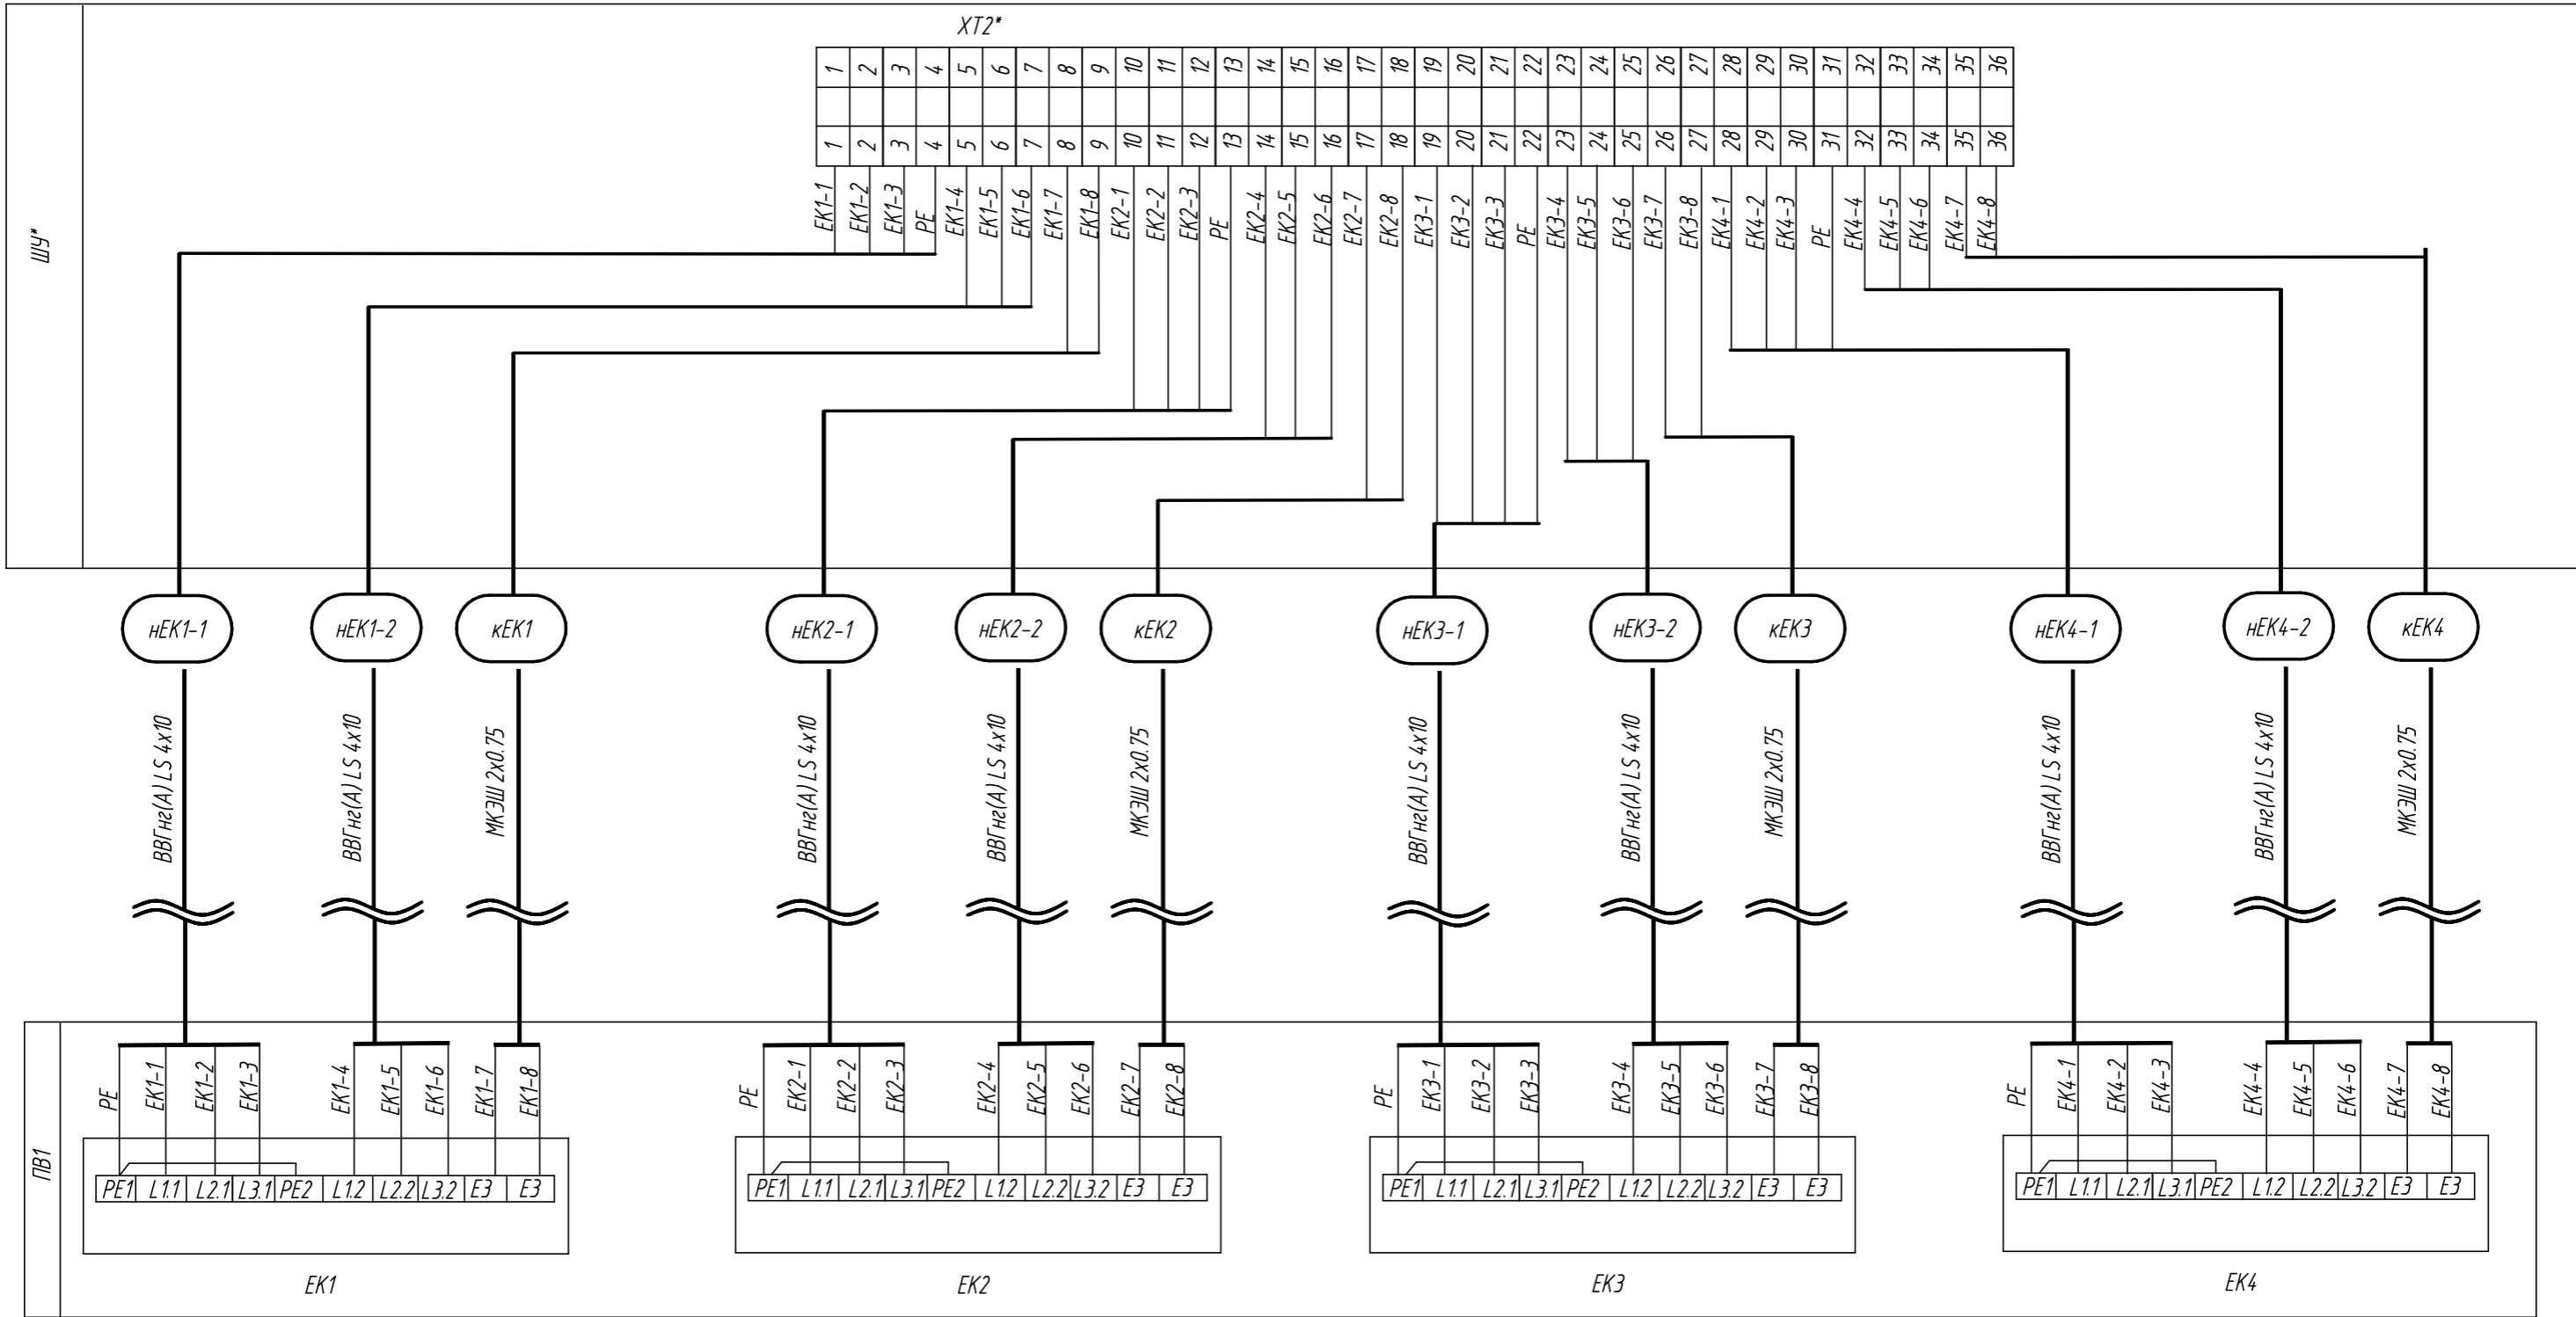 XT2*
1 2 3 4 5 6 7 8 9 10 11 12 13 14 15 16 17 18 19 20 21 22 23 24 25 26 27 28 29 30 31 32 33 34 35 36
1 2 3 4 5 6 7 8 9 10 11 12 13 14 15 16 17 18 19 20 21 22 23 24 25 26 27 28 29 30 31 32 33 34 35 36
EK1-1 EK1-2 EK1-3 PE EK1-4 EK1-5 EK1-6 EK1-7 EK1-8 EK2-1 EK2-2 EK2-3 PE EK2-4 EK2-5 EK2-6 EK2-7 EK2-8 EK3-1 EK3-2 EK3-3 PE EK3-4 EK3-5 EK3-6 EK3-7 EK3-8 EK4-1 EK4-2 EK4-3 PE EK4-4 EK4-5 EK4-6 EK4-7 EK4-8
ШУ*
нEK1-1 нEK1-2 кEK1 нEK2-1 нEK2-2 кEK2 нEK3-1 нEK3-2 кEK3 нEK4-1 нEK4-2 кEK4
ВВГнг(А) LS 4x10
ВВГнг(А) LS 4x10
МКЭШ 2x0.75
ВВГнг(А) LS 4x10
ВВГнг(А) LS 4x10
МКЭШ 2x0.75
ВВГнг(А) LS 4x10
ВВГнг(А) LS 4x10
МКЭШ 2x0.75
ВВГнг(А) LS 4x10
ВВГнг(А) LS 4x10
МКЭШ 2x0.75
ПВ1
PE EK1-1 EK1-2 EK1-3 EK1-4 EK1-5 EK1-6 EK1-7 EK1-8
PE EK2-1 EK2-2 EK2-3 EK2-4 EK2-5 EK2-6 EK2-7 EK2-8
PE EK3-1 EK3-2 EK3-3 EK3-4 EK3-5 EK3-6 EK3-7 EK3-8
PE EK4-1 EK4-2 EK4-3 EK4-4 EK4-5 EK4-6 EK4-7 EK4-8
PE1 L1.1 L2.1 L3.1 PE2 L1.2 L2.2 L3.2 E3 E3
PE1 L1.1 L2.1 L3.1 PE2 L1.2 L2.2 L3.2 E3 E3
PE1 L1.1 L2.1 L3.1 PE2 L1.2 L2.2 L3.2 E3 E3
PE1 L1.1 L2.1 L3.1 PE2 L1.2 L2.2 L3.2 E3 E3
EK1 EK2 EK3 EK4